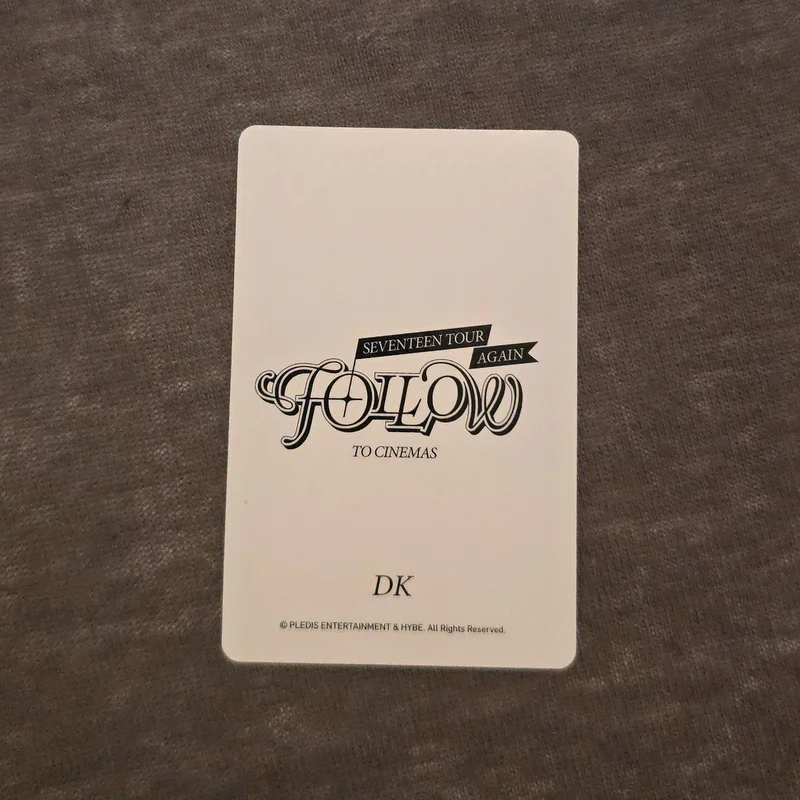 SEVENTEEN TOUR
AGAIN
FOLLOW
TO CINEMAS
DK
© PLEDIS ENTERTAINMENT & HYBE. All Rights Reserved.